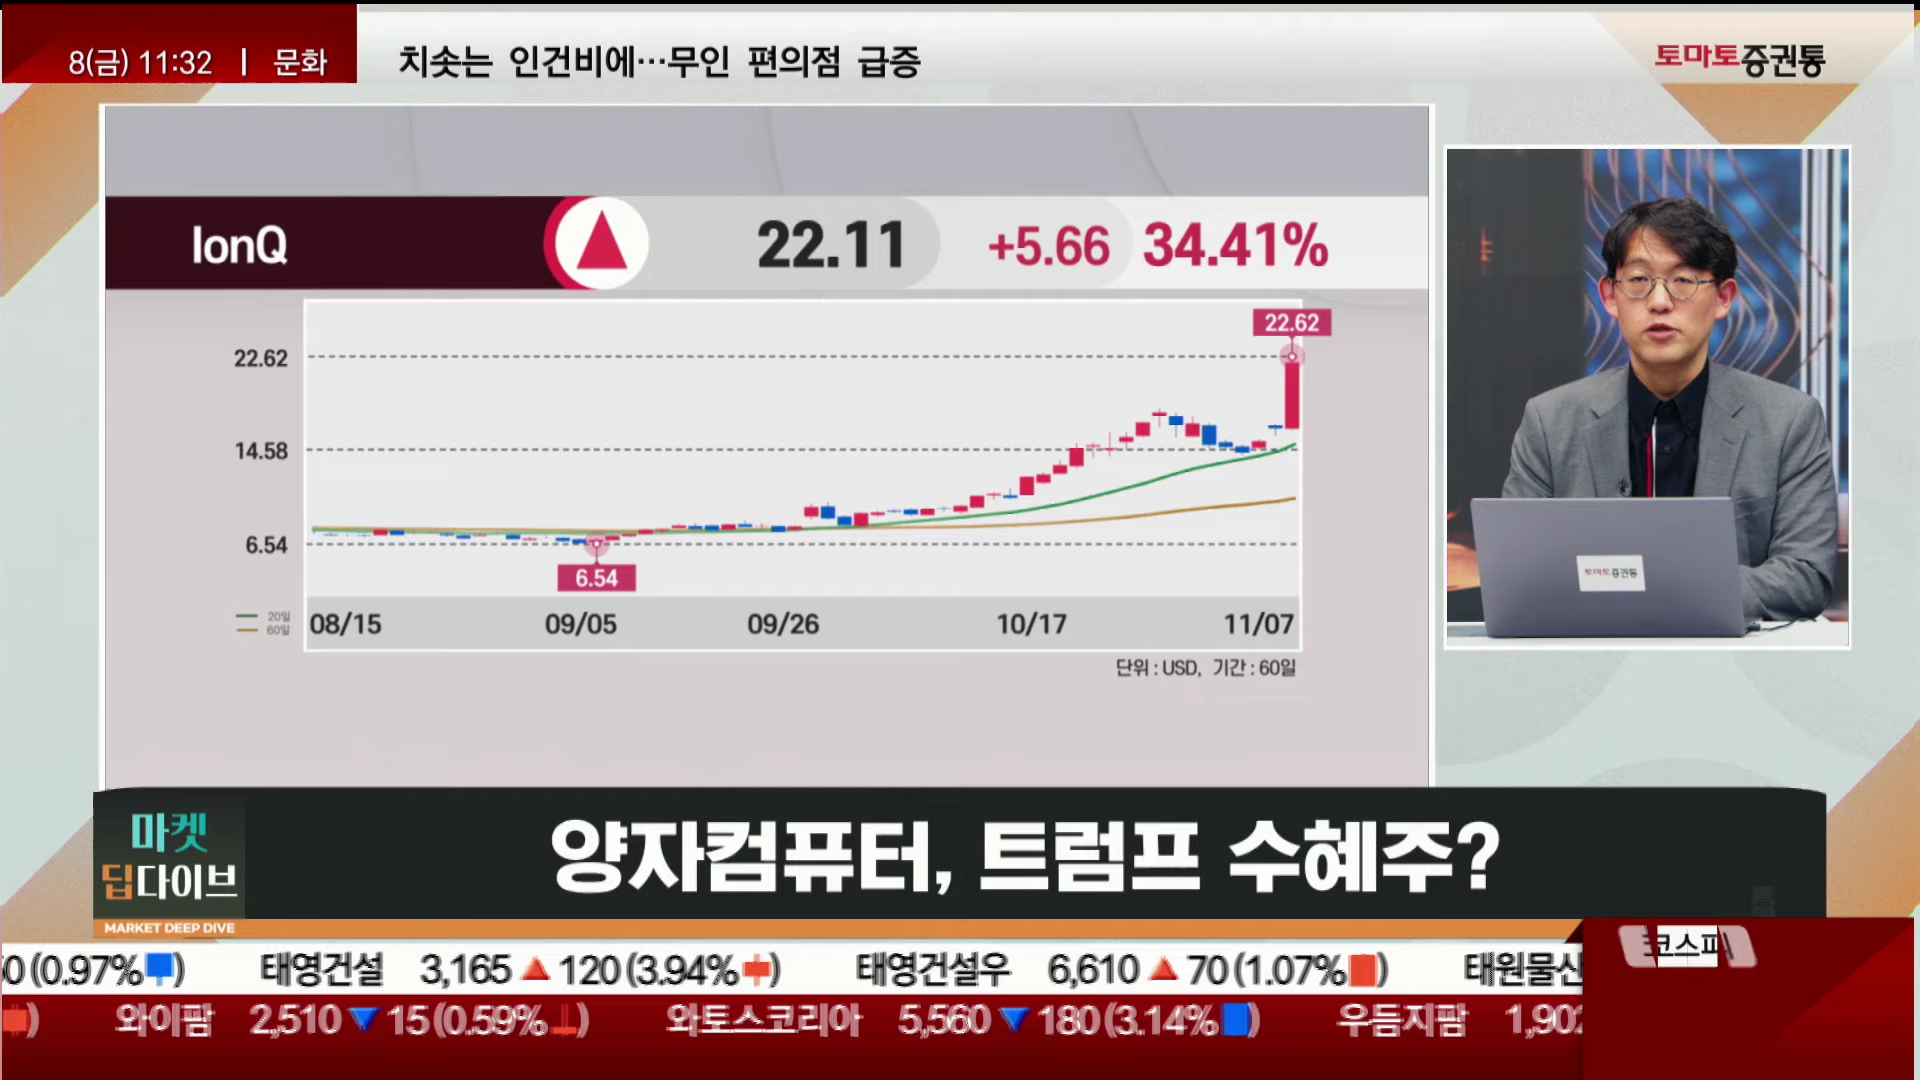 8(금) 11:32 | 문화
치솟는 인건비에…무인 편의점 급증
토마토증권통
IonQ ▲ 22.11 +5.66 34.41%
22.62
22.62
14.58
6.54
6.54
20일
60일
08/15 09/05 09/26 10/17 11/07
단위 : USD, 기간 : 60일
토마토증권통
마켓
딥다이브
MARKET DEEP DIVE
양자컴퓨터, 트럼프 수혜주?
코스피
0(0.97%) 태영건설 3,165 ▲ 120(3.94%) 태영건설우 6,610 ▲ 70(1.07%) 태원물산
) 와이팜 2,510 ▼ 15(0.59%) 와토스코리아 5,560 ▼ 180(3.14%) 우듬지팜 1,902